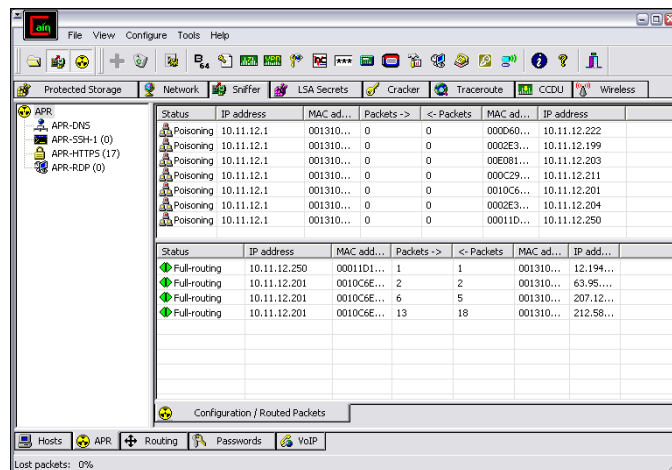 Cain
File View Configure Tools Help
B64
***
Protected Storage Network Sniffer LSA Secrets Cracker Traceroute CCDU Wireless
APR
APR-DNS
APR-SSH-1 (0)
APR-HTTPS (17)
APR-RDP (0)
Status IP address MAC ad... Packets -> <- Packets MAC ad... IP address
Poisoning 10.11.12.1 001310... 0 0 000D60... 10.11.12.222
Poisoning 10.11.12.1 001310... 0 0 0002E3... 10.11.12.199
Poisoning 10.11.12.1 001310... 0 0 00E081... 10.11.12.203
Poisoning 10.11.12.1 001310... 0 0 000C29... 10.11.12.211
Poisoning 10.11.12.1 001310... 0 0 0010C6... 10.11.12.201
Poisoning 10.11.12.1 001310... 0 0 0002E3... 10.11.12.204
Poisoning 10.11.12.1 001310... 0 0 00011D... 10.11.12.250
Status IP address MAC add... Packets -> <- Packets MAC ad... IP add...
Full-routing 10.11.12.250 00011D1... 1 1 001310... 12.194...
Full-routing 10.11.12.201 0010C6E... 2 2 001310... 63.95....
Full-routing 10.11.12.201 0010C6E... 6 5 001310... 207.12...
Full-routing 10.11.12.201 0010C6E... 13 18 001310... 212.58...
Configuration / Routed Packets
Hosts APR Routing Passwords VoIP
Lost packets: 0%